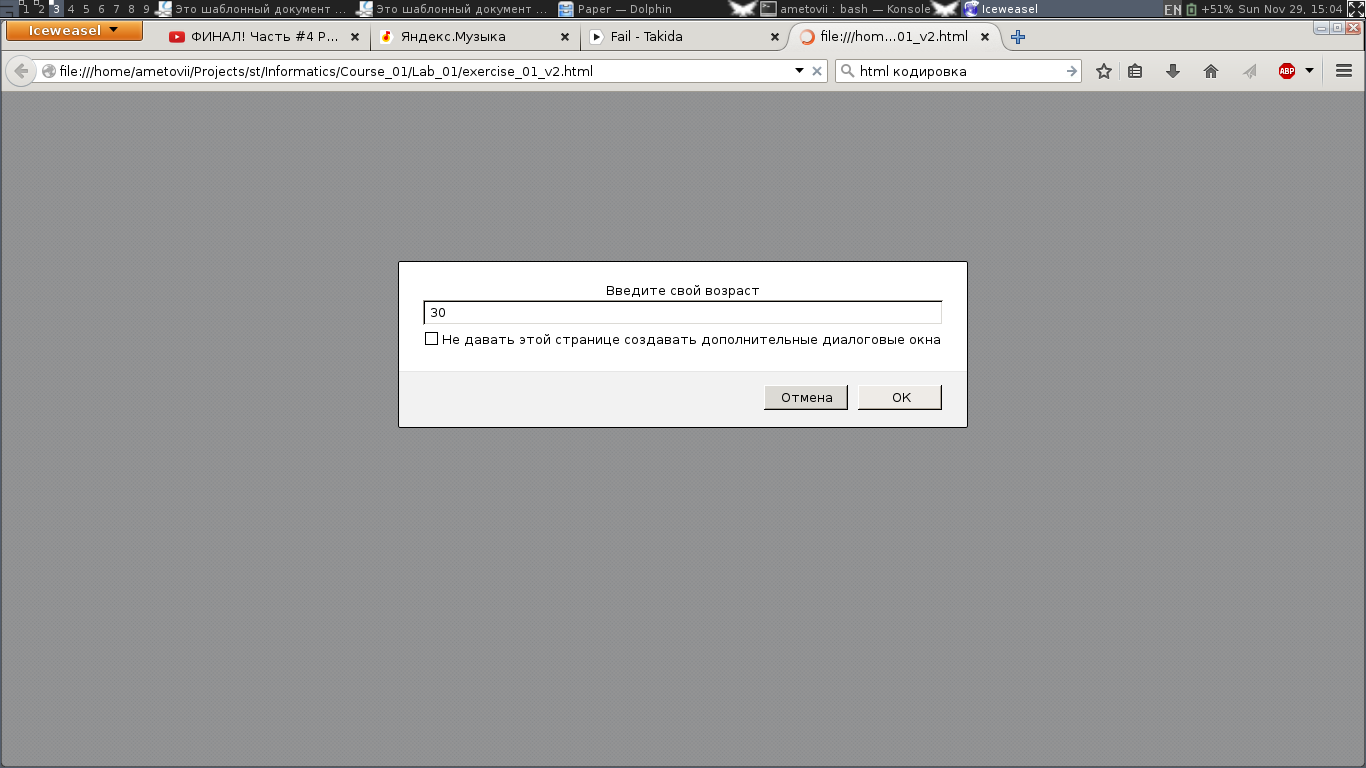 1 2 3 4 5 6 7 8 9 Это шаблонный документ ... Это шаблонный документ ... Paper — Dolphin ametovii : bash — Konsole Iceweasel EN +51% Sun Nov 29, 15:04
Iceweasel ФИНАЛ! Часть #4 P... Яндекс.Музыка Fail - Takida file:///hom...01_v2.html
file:///home/ametovii/Projects/st/Informatics/Course_01/Lab_01/exercise_01_v2.html html кодировка ABP
Введите свой возраст
30
Не давать этой странице создавать дополнительные диалоговые окна
Отмена OK